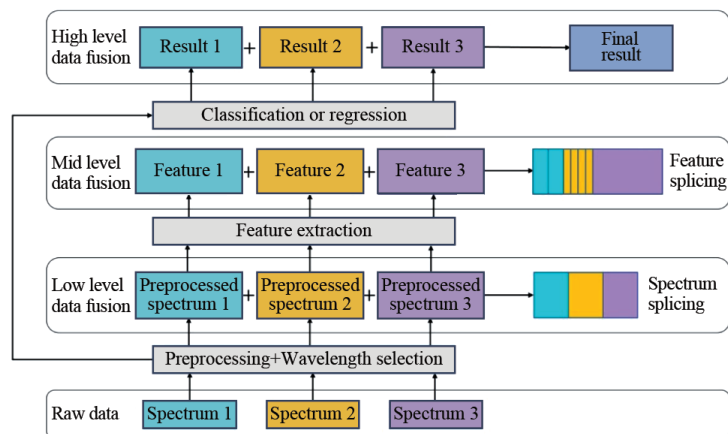 High level
data fusion
Result 1 + Result 2 + Result 3
Final
result
Classification or regression
Mid level
data fusion
Feature 1 + Feature 2 + Feature 3
Feature
splicing
Feature extraction
Low level
data fusion
Preprocessed
spectrum 1
+
Preprocessed
spectrum 2
+
Preprocessed
spectrum 3
Spectrum
splicing
Preprocessing+Wavelength selection
Raw data
Spectrum 1
Spectrum 2
Spectrum 3